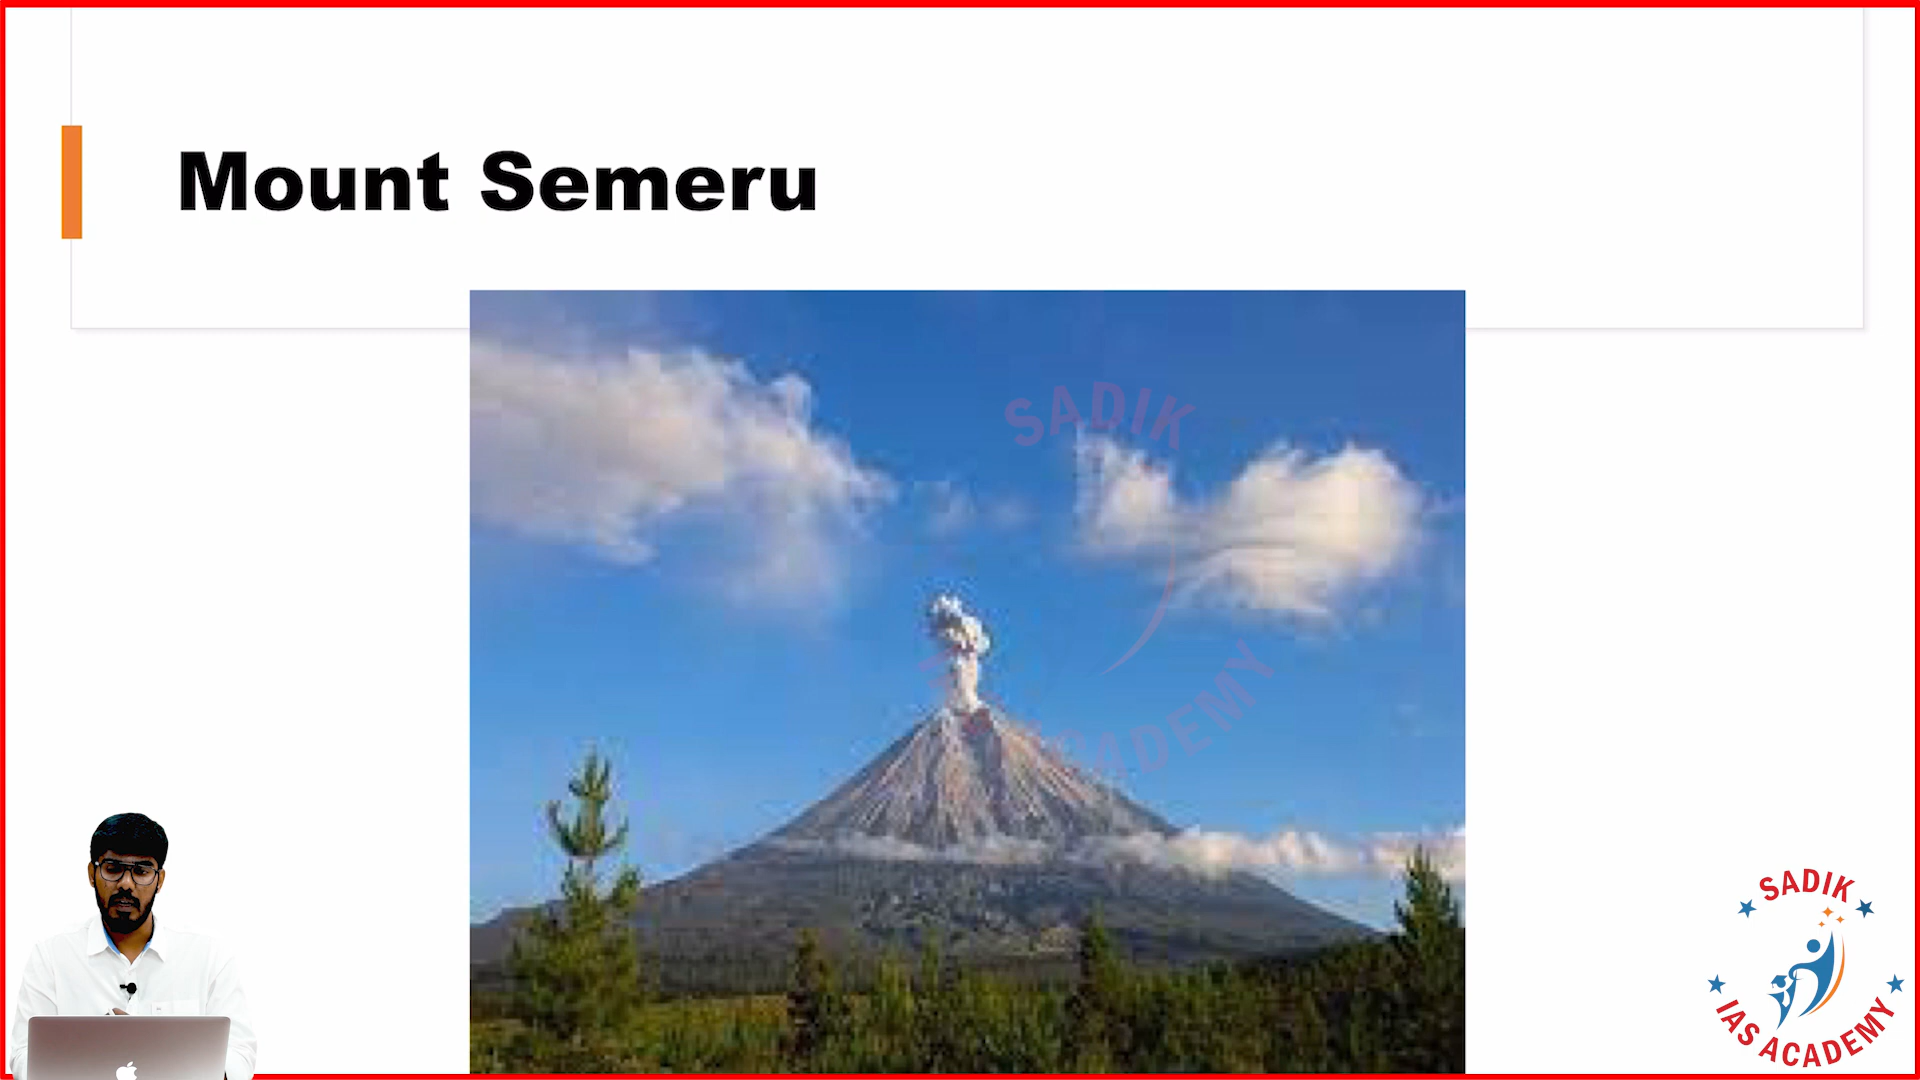 Mount Semeru
SADIK
ACADEMY
SADIK
IAS ACADEMY